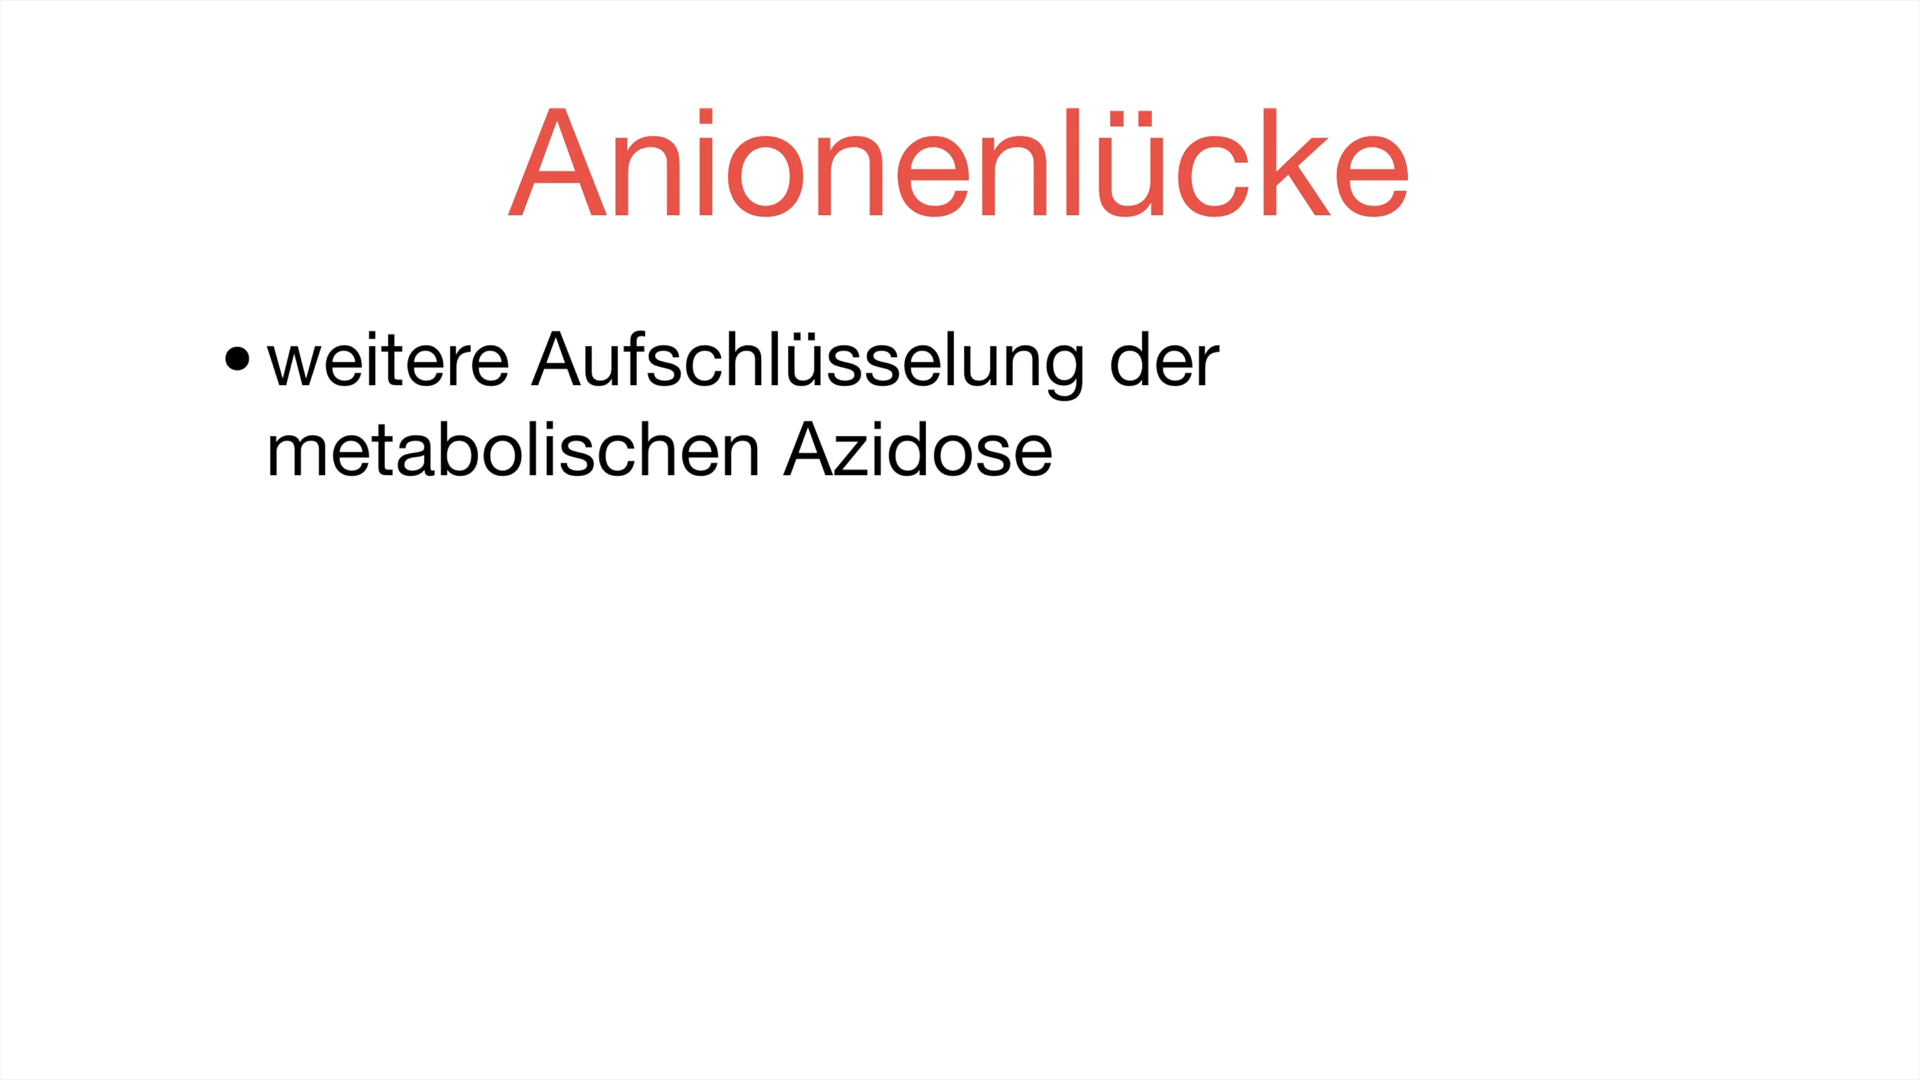 Anionenlücke
• weitere Aufschlüsselung der
metabolischen Azidose